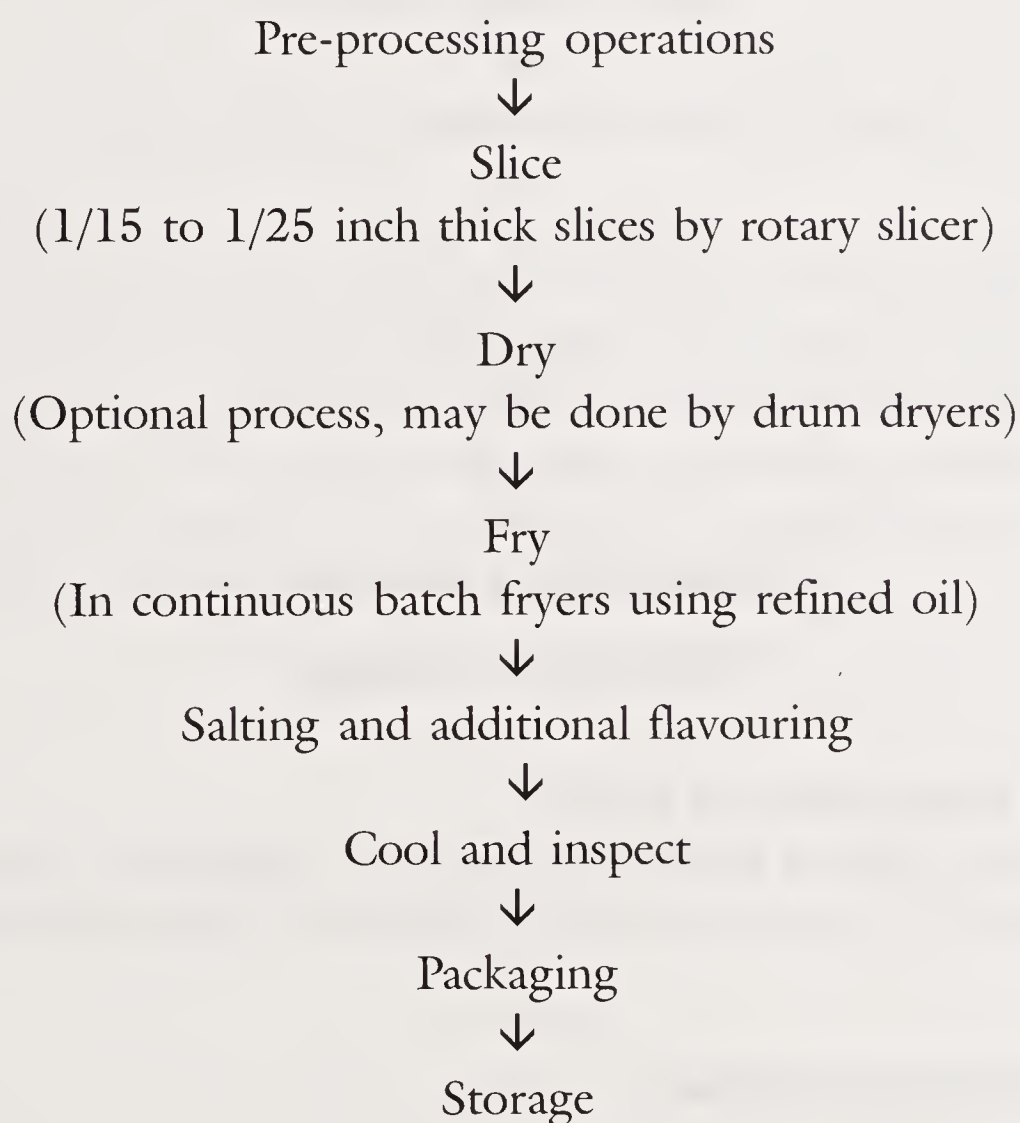 Pre-processing operations
↓
Slice
(1/15 to 1/25 inch thick slices by rotary slicer)
↓
Dry
(Optional process, may be done by drum dryers)
↓
Fry
(In continuous batch fryers using refined oil)
↓
Salting and additional flavouring
↓
Cool and inspect
↓
Packaging
↓
Storage